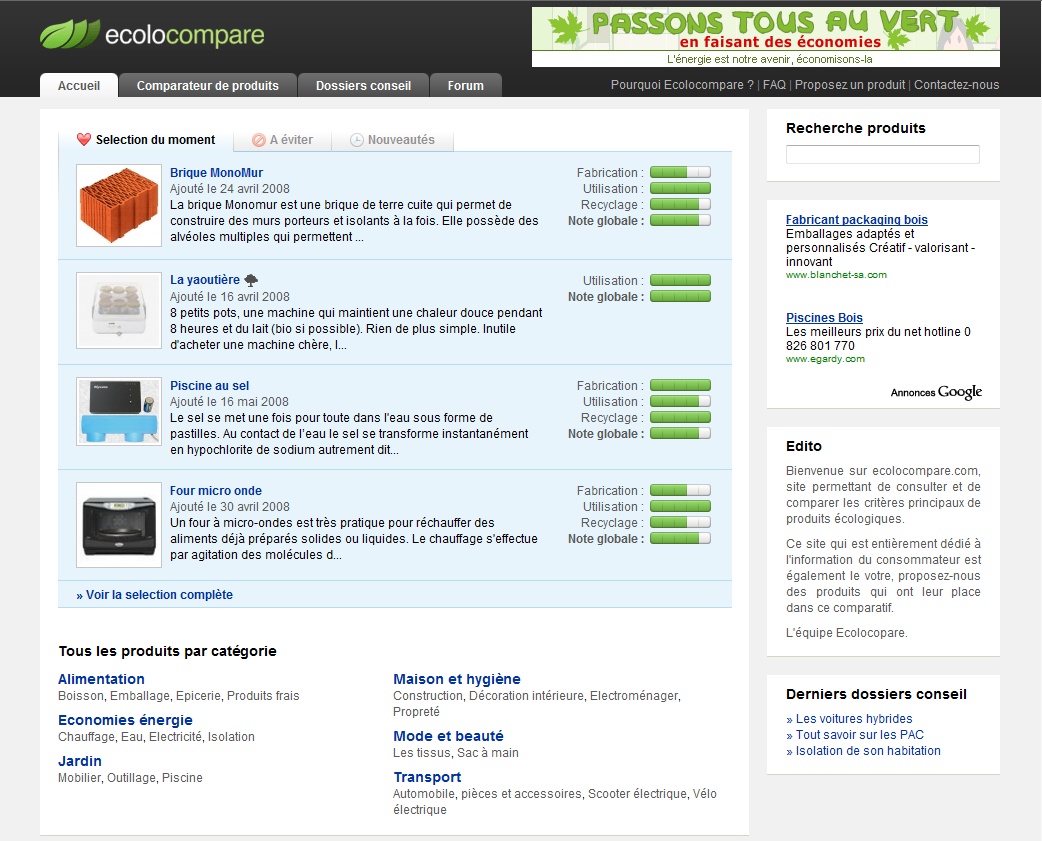 ecolocompare
PASSONS TOUS AU VERT
en faisant des économies
L'énergie est notre avenir, économisons-la
Accueil
Comparateur de produits
Dossiers conseil
Forum
Pourquoi Ecolocompare ? | FAQ | Proposez un produit | Contactez-nous
Selection du moment
A éviter
Nouveautés
Brique MonoMur
Ajouté le 24 avril 2008
La brique Monomur est une brique de terre cuite qui permet de
construire des murs porteurs et isolants à la fois. Elle possède des
alvéoles multiples qui permettent ...
Fabrication :
Utilisation :
Recyclage :
Note globale :
La yaoutière
Ajouté le 16 avril 2008
8 petits pots, une machine qui maintient une chaleur douce pendant
8 heures et du lait (bio si possible). Rien de plus simple. Inutile
d'acheter une machine chère, l...
Utilisation :
Note globale :
Piscine au sel
Ajouté le 16 mai 2008
Le sel se met une fois pour toute dans l'eau sous forme de
pastilles. Au contact de l'eau le sel se transforme instantanément
en hypochlorite de sodium autrement dit...
Fabrication :
Utilisation :
Recyclage :
Note globale :
Four micro onde
Ajouté le 30 avril 2008
Un four à micro-ondes est très pratique pour réchauffer des
aliments déjà préparés solides ou liquides. Le chauffage s'effectue
par agitation des molécules d...
Fabrication :
Utilisation :
Recyclage :
Note globale :
» Voir la selection complète
Tous les produits par catégorie
Alimentation
Boisson, Emballage, Epicerie, Produits frais
Economies énergie
Chauffage, Eau, Electricité, Isolation
Jardin
Mobilier, Outillage, Piscine
Maison et hygiène
Construction, Décoration intérieure, Electroménager,
Propreté
Mode et beauté
Les tissus, Sac à main
Transport
Automobile, pièces et accessoires, Scooter électrique, Vélo
électrique
Recherche produits
Fabricant packaging bois
Emballages adaptés et
personnalisés Créatif - valorisant -
innovant
www.blanchet-sa.com
Piscines Bois
Les meilleurs prix du net hotline 0
826 801 770
www.egardy.com
Annonces Google
Edito
Bienvenue sur ecolocompare.com,
site permettant de consulter et de
comparer les critères principaux de
produits écologiques.
Ce site qui est entièrement dédié à
l'information du consommateur est
également le votre, proposez-nous
des produits qui ont leur place
dans ce comparatif.
L'équipe Ecolocopare.
Derniers dossiers conseil
» Les voitures hybrides
» Tout savoir sur les PAC
» Isolation de son habitation